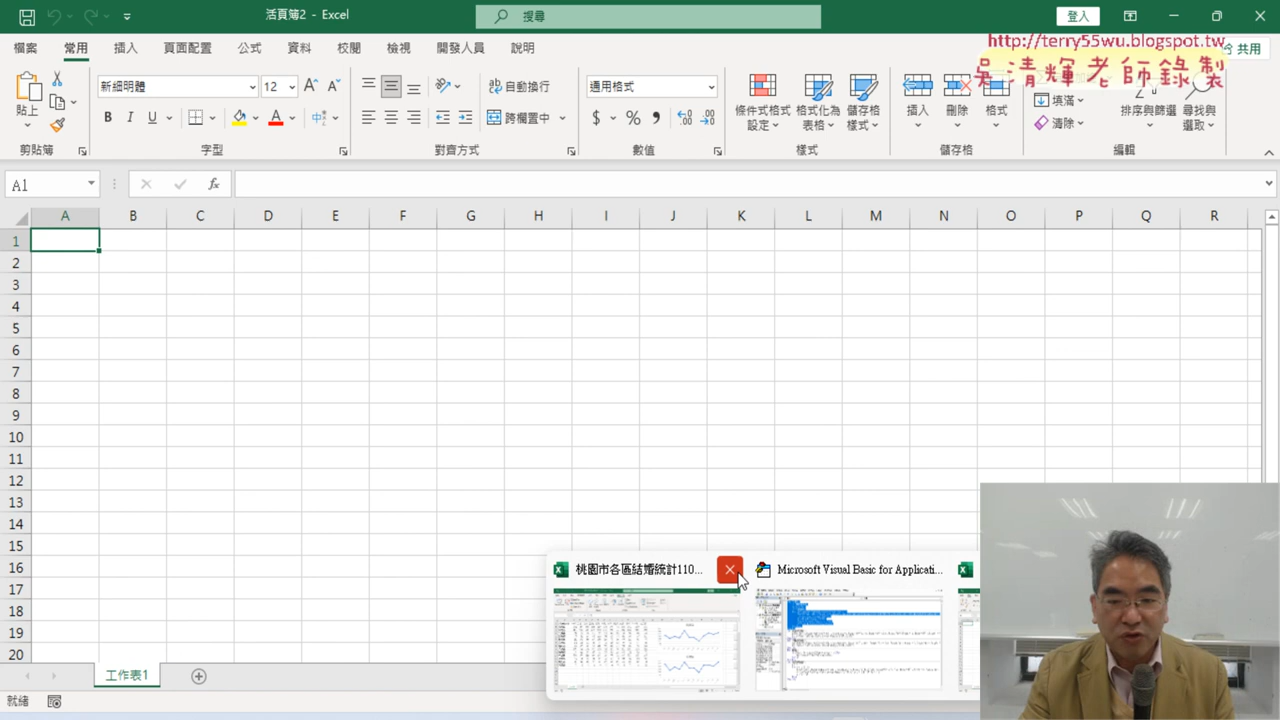 活頁簿2 - Excel
搜尋
登入
http://terry55wu.blogspot.tw
吳清輝老師錄製
檔案 常用 插入 頁面配置 公式 資料 校閱 檢視 開發人員 說明
共用
貼上
新細明體 12
自動換行
通用格式
條件式格式設定
格式化為表格
儲存格樣式
插入 刪除 格式
填滿
排序與篩選
尋找與選取
B I U
跨欄置中
$ % ,
清除
剪貼簿 字型 對齊方式 數值 樣式 儲存格 編輯
A1
fx
A B C D E F G H I J K L M N O P Q R
1
2
3
4
5
6
7
8
9
10
11
12
13
14
15
16
17
18
19
20
桃園市各區結婚統計110...
Microsoft Visual Basic for Applicati...
工作表1
就緒